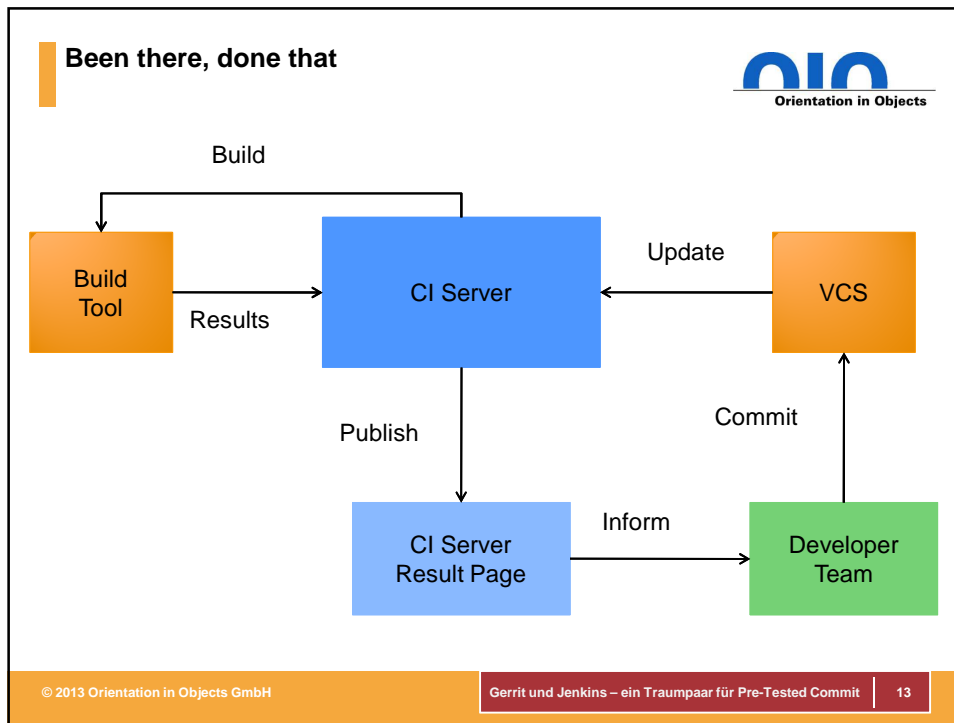 Been there, done that
Orientation in Objects
Build
Build
Tool
Results
CI Server
Update
VCS
Publish
Commit
CI Server
Result Page
Inform
Developer
Team
© 2013 Orientation in Objects GmbH
Gerrit und Jenkins – ein Traumpaar für Pre-Tested Commit
13